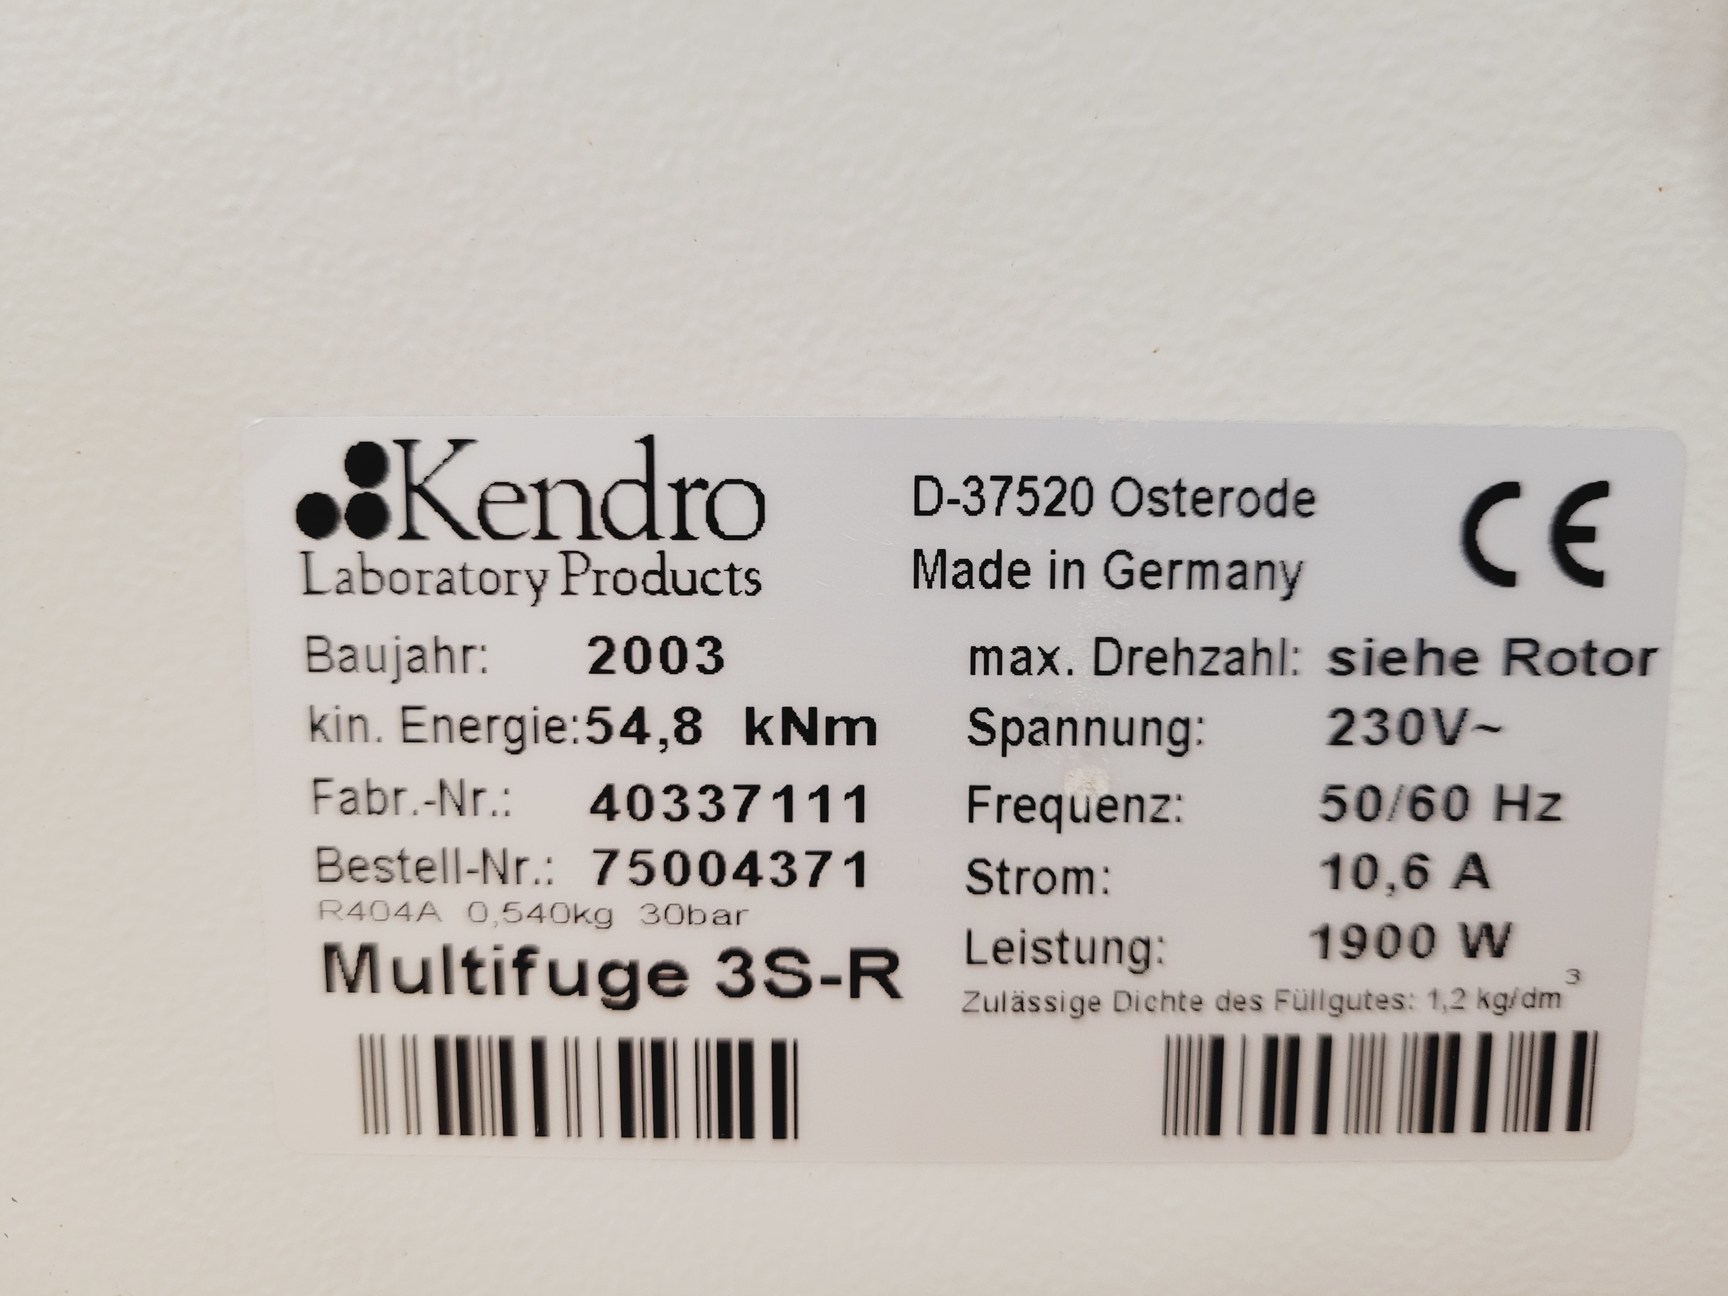 Kendro
Laboratory Products
D-37520 Osterode
Made in Germany
CE
Baujahr: 2003
kin. Energie: 54,8 kNm
Fabr.-Nr.: 40337111
Bestell-Nr.: 75004371
R404A 0,540kg 30bar
Multifuge 3S-R
max. Drehzahl: siehe Rotor
Spannung: 230V~
Frequenz: 50/60 Hz
Strom: 10,6 A
Leistung: 1900 W
Zulässige Dichte des Füllgutes: 1,2 kg/dm³